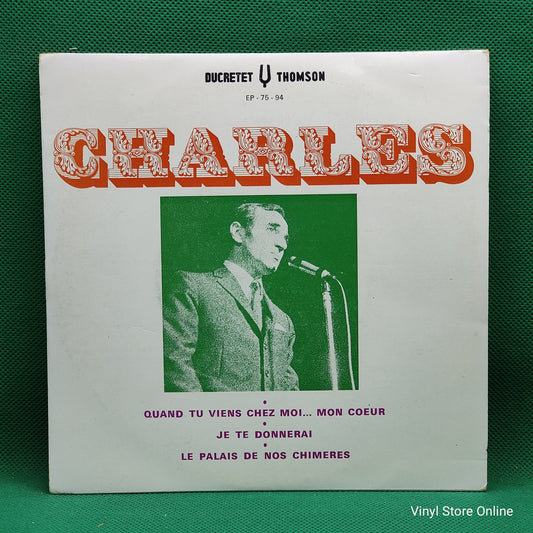 DUCRETET THOMSON
EP - 75 - 94
CHARLES
QUAND TU VIENS CHEZ MOI... MON COEUR
JE TE DONNERAI
LE PALAIS DE NOS CHIMERES
Vinyl Store Online